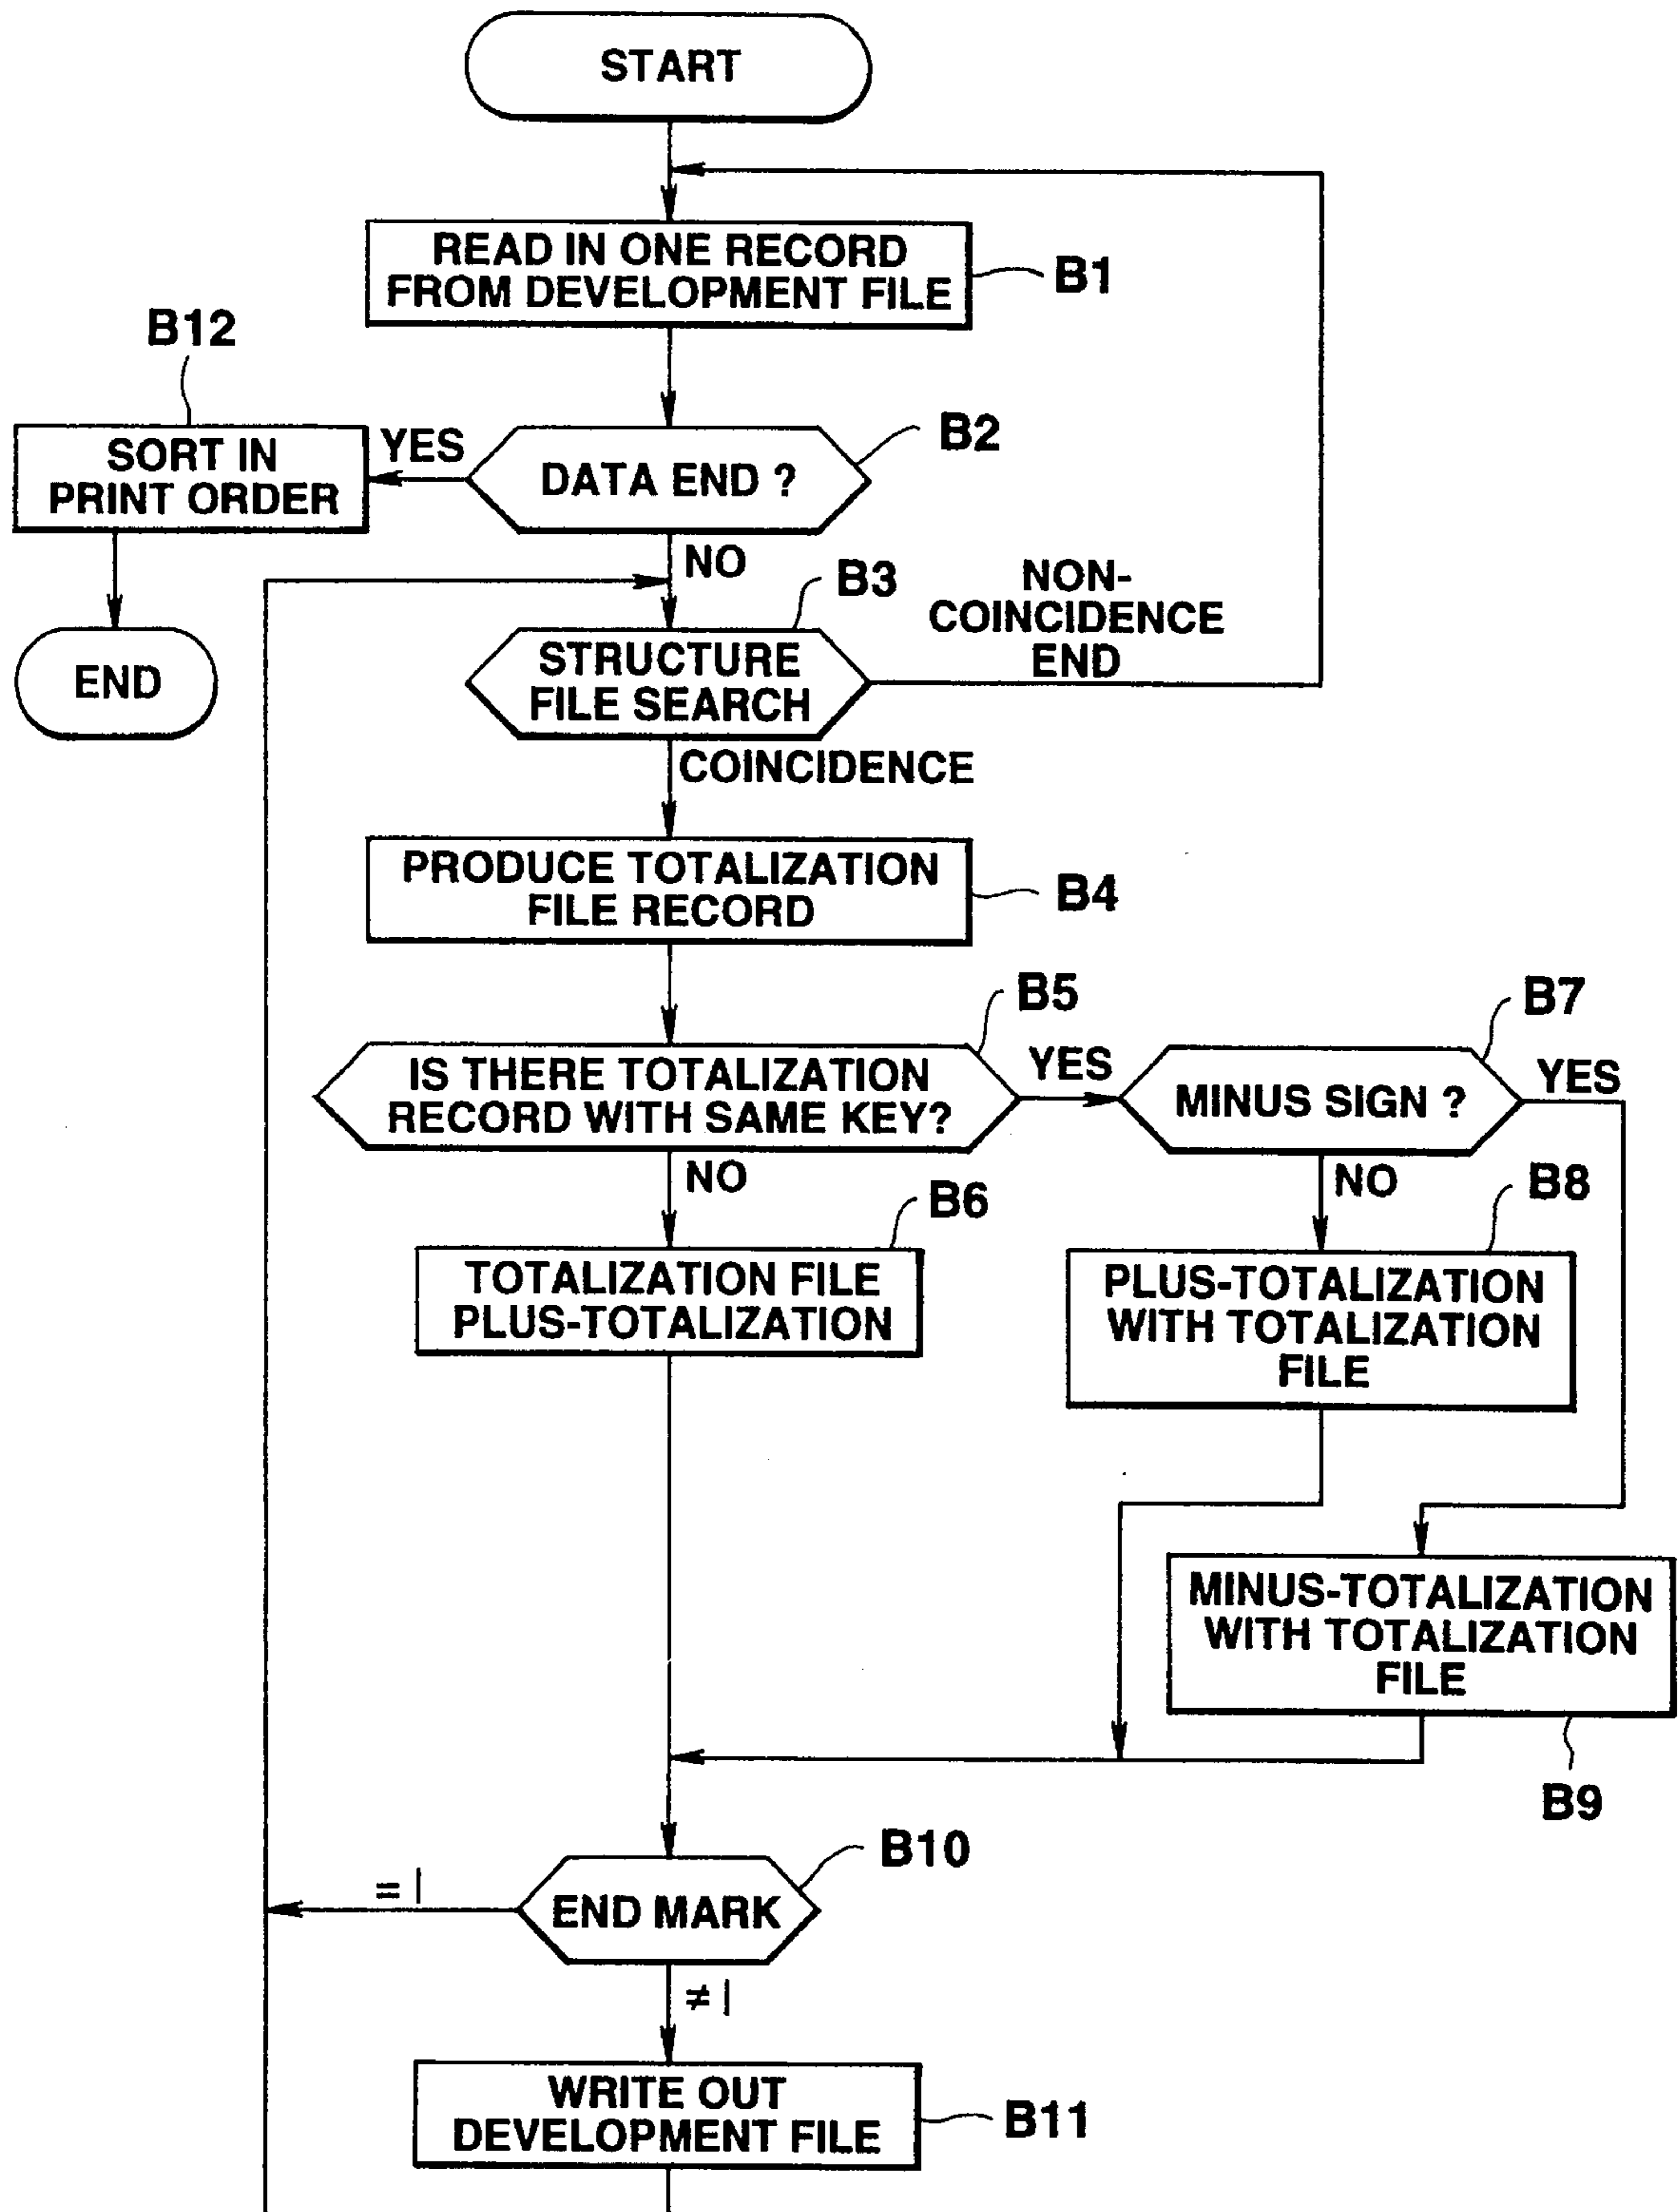 START
READ IN ONE RECORD
FROM DEVELOPMENT FILE
B1
B12
SORT IN
PRINT ORDER
YES
DATA END ?
B2
NO
END
STRUCTURE
FILE SEARCH
B3
NON-
COINCIDENCE
END
COINCIDENCE
PRODUCE TOTALIZATION
FILE RECORD
B4
IS THERE TOTALIZATION
RECORD WITH SAME KEY?
B5
YES
MINUS SIGN ?
B7
YES
NO
NO
B6
B8
TOTALIZATION FILE
PLUS-TOTALIZATION
PLUS-TOTALIZATION
WITH TOTALIZATION
FILE
MINUS-TOTALIZATION
WITH TOTALIZATION
FILE
B9
B10
= |
END MARK
≠ |
WRITE OUT
DEVELOPMENT FILE
B11